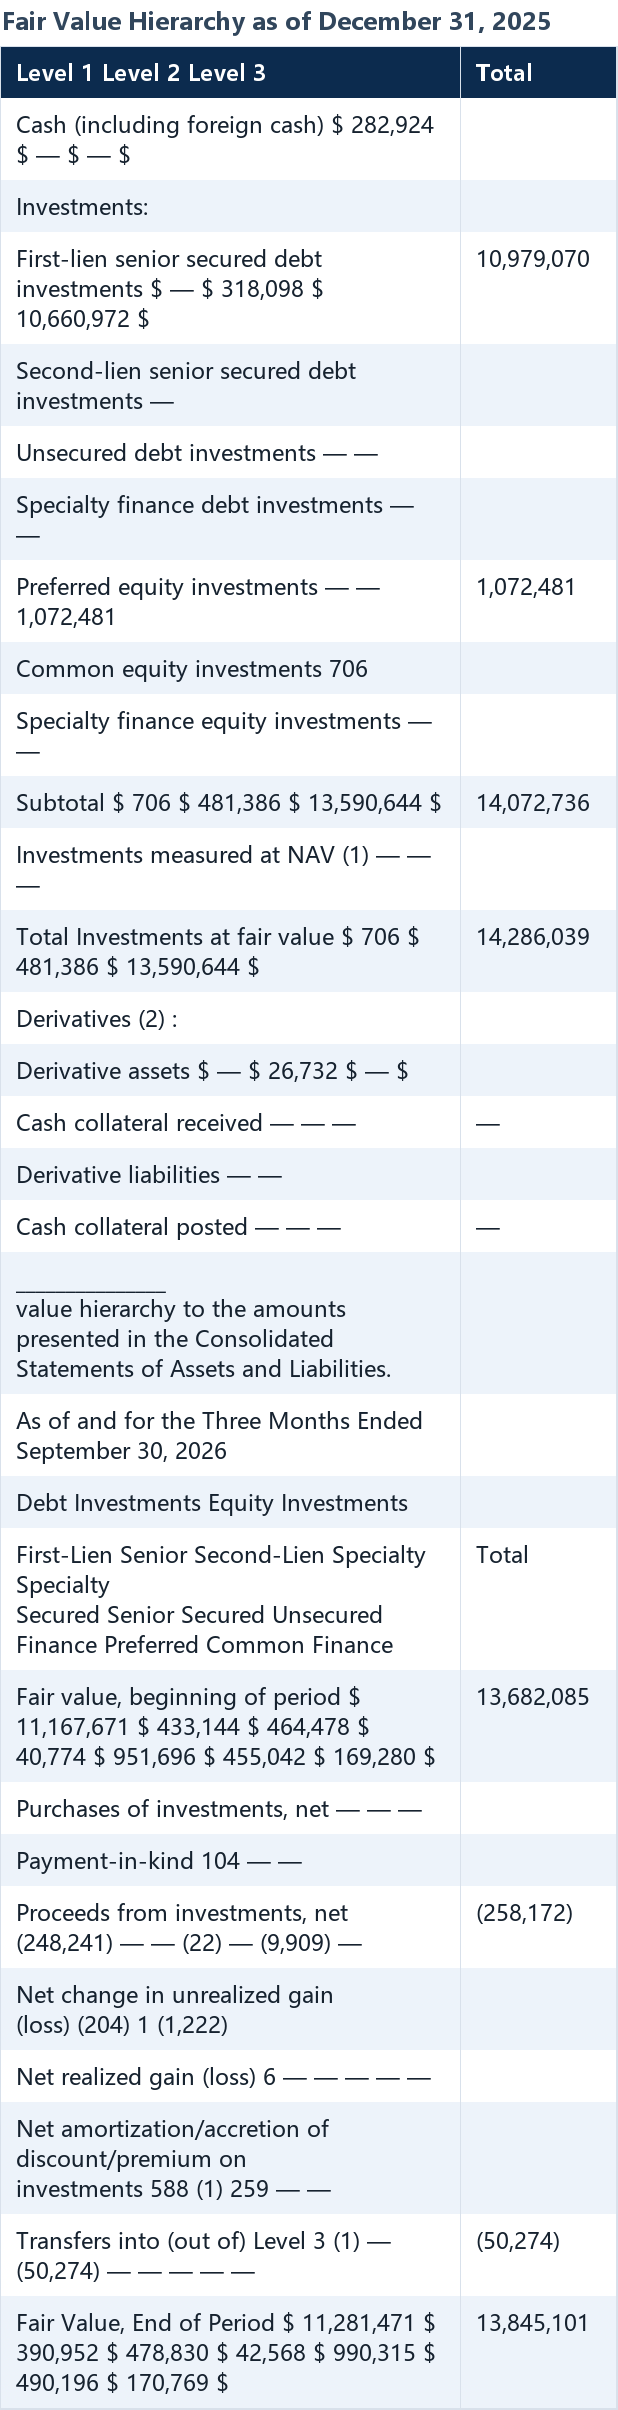 Fair Value Hierarchy as of December 31, 2025
Level 1 Level 2 Level 3 Total
Cash (including foreign cash) $ 282,924
$ — $ — $
Investments:
First-lien senior secured debt 10,979,070
investments $ — $ 318,098 $
10,660,972 $
Second-lien senior secured debt
investments —
Unsecured debt investments — —
Specialty finance debt investments —
—
Preferred equity investments — — 1,072,481
1,072,481
Common equity investments 706
Specialty finance equity investments —
—
Subtotal $ 706 $ 481,386 $ 13,590,644 $ 14,072,736
Investments measured at NAV (1) — —
—
Total Investments at fair value $ 706 $ 14,286,039
481,386 $ 13,590,644 $
Derivatives (2) :
Derivative assets $ — $ 26,732 $ — $
Cash collateral received — — — —
Derivative liabilities — —
Cash collateral posted — — — —
_______________
value hierarchy to the amounts
presented in the Consolidated
Statements of Assets and Liabilities.
As of and for the Three Months Ended
September 30, 2026
Debt Investments Equity Investments
First-Lien Senior Second-Lien Specialty Total
Specialty
Secured Senior Secured Unsecured
Finance Preferred Common Finance
Fair value, beginning of period $ 13,682,085
11,167,671 $ 433,144 $ 464,478 $
40,774 $ 951,696 $ 455,042 $ 169,280 $
Purchases of investments, net — — —
Payment-in-kind 104 — —
Proceeds from investments, net (258,172)
(248,241) — — (22) — (9,909) —
Net change in unrealized gain
(loss) (204) 1 (1,222)
Net realized gain (loss) 6 — — — — —
Net amortization/accretion of
discount/premium on
investments 588 (1) 259 — —
Transfers into (out of) Level 3 (1) — (50,274)
(50,274) — — — — —
Fair Value, End of Period $ 11,281,471 $ 13,845,101
390,952 $ 478,830 $ 42,568 $ 990,315 $
490,196 $ 170,769 $